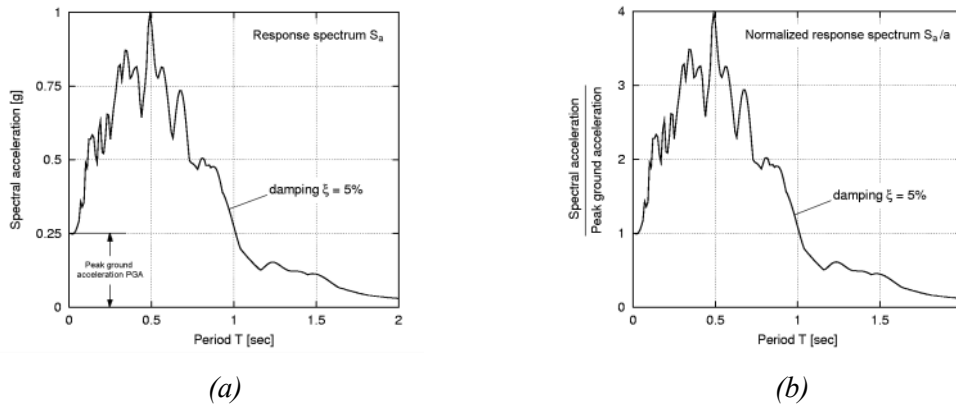 1
0.75
0.5
0.25
0
Spectral acceleration [g]
Response spectrum Sa
damping ξ = 5%
Peak ground
acceleration PGA
0 0.5 1 1.5 2
Period T [sec]
(a)
4
3
2
1
4
Spectral acceleration
Peak ground acceleration
Normalized response spectrum Sa/a
damping ξ = 5%
0 0.5 1 1.5
Period T [sec]
(b)